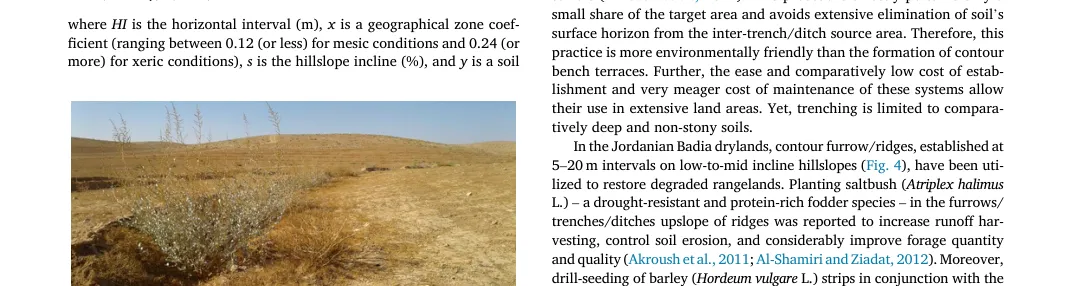 where HI is the horizontal interval (m), x is a geographical zone coef-
ficient (ranging between 0.12 (or less) for mesic conditions and 0.24 (or
more) for xeric conditions), s is the hillslope incline (%), and y is a soil
small share of the target area and avoids extensive elimination of soil's
surface horizon from the inter-trench/ditch source area. Therefore, this
practice is more environmentally friendly than the formation of contour
bench terraces. Further, the ease and comparatively low cost of estab-
lishment and very meager cost of maintenance of these systems allow
their use in extensive land areas. Yet, trenching is limited to compara-
tively deep and non-stony soils.
In the Jordanian Badia drylands, contour furrow/ridges, established at
5–20 m intervals on low-to-mid incline hillslopes (Fig. 4), have been uti-
lized to restore degraded rangelands. Planting saltbush (Atriplex halimus
L.) – a drought-resistant and protein-rich fodder species – in the furrows/
trenches/ditches upslope of ridges was reported to increase runoff har-
vesting, control soil erosion, and considerably improve forage quantity
and quality (Akroush et al., 2011; Al-Shamiri and Ziadat, 2012). Moreover,
drill-seeding of barley (Hordeum vulgare L.) strips in conjunction with the